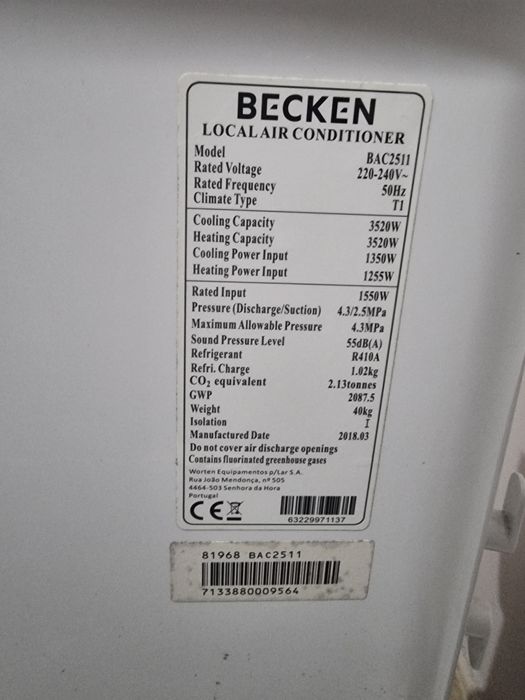 BECKEN
LOCAL AIR CONDITIONER
Model BAC2511
Rated Voltage 220-240V~
Rated Frequency 50Hz
Climate Type T1
Cooling Capacity 3520W
Heating Capacity 3520W
Cooling Power Input 1350W
Heating Power Input 1255W
Rated Input 1550W
Pressure (Discharge/Suction) 4.3/2.5MPa
Maximum Allowable Pressure 4.3MPa
Sound Pressure Level 55dB(A)
Refrigerant R410A
Refri. Charge 1.02kg
CO₂ equivalent 2.13tonnes
GWP 2087.5
Weight 40kg
Isolation I
Manufactured Date 2018.03
Do not cover air discharge openings
Contains fluorinated greenhouse gases
Worten Equipamentos p/Lar S.A.
Rua João Mendonça, nº 505
4464-503 Senhora da Hora
Portugal
CE
63229971137
81968 BAC2511
7133880009564